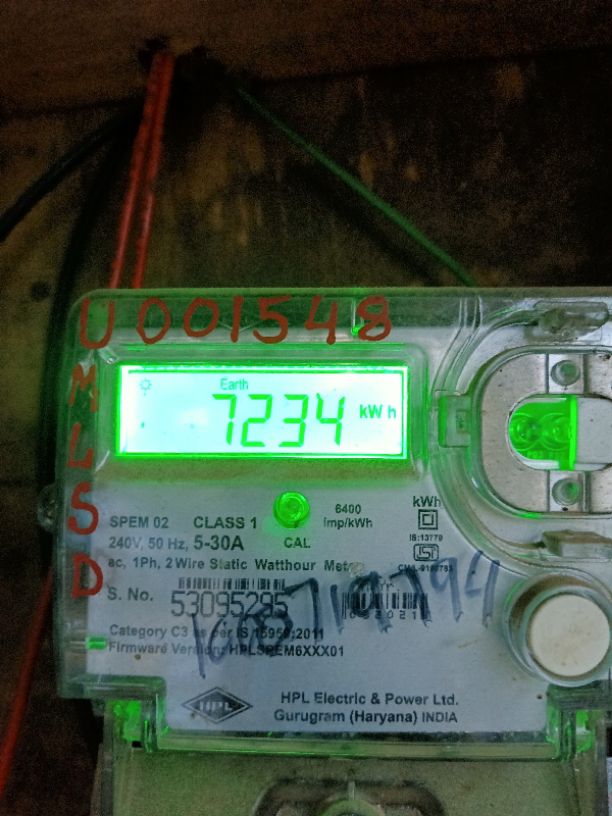 U001548
M
L
S
D
Earth
7234 kWh
SPEM 02 CLASS 1
6400 imp/kWh
kWh
240V, 50 Hz, 5-30A
CAL
IS:13779
ac, 1Ph, 2 Wire Static Watthour Meter
S. No. 53095295
Category C3 as per IS 15959:2011
Firmware Version: HPLSPEM6XXX01
HPL
HPL Electric & Power Ltd.
Gurugram (Haryana) INDIA